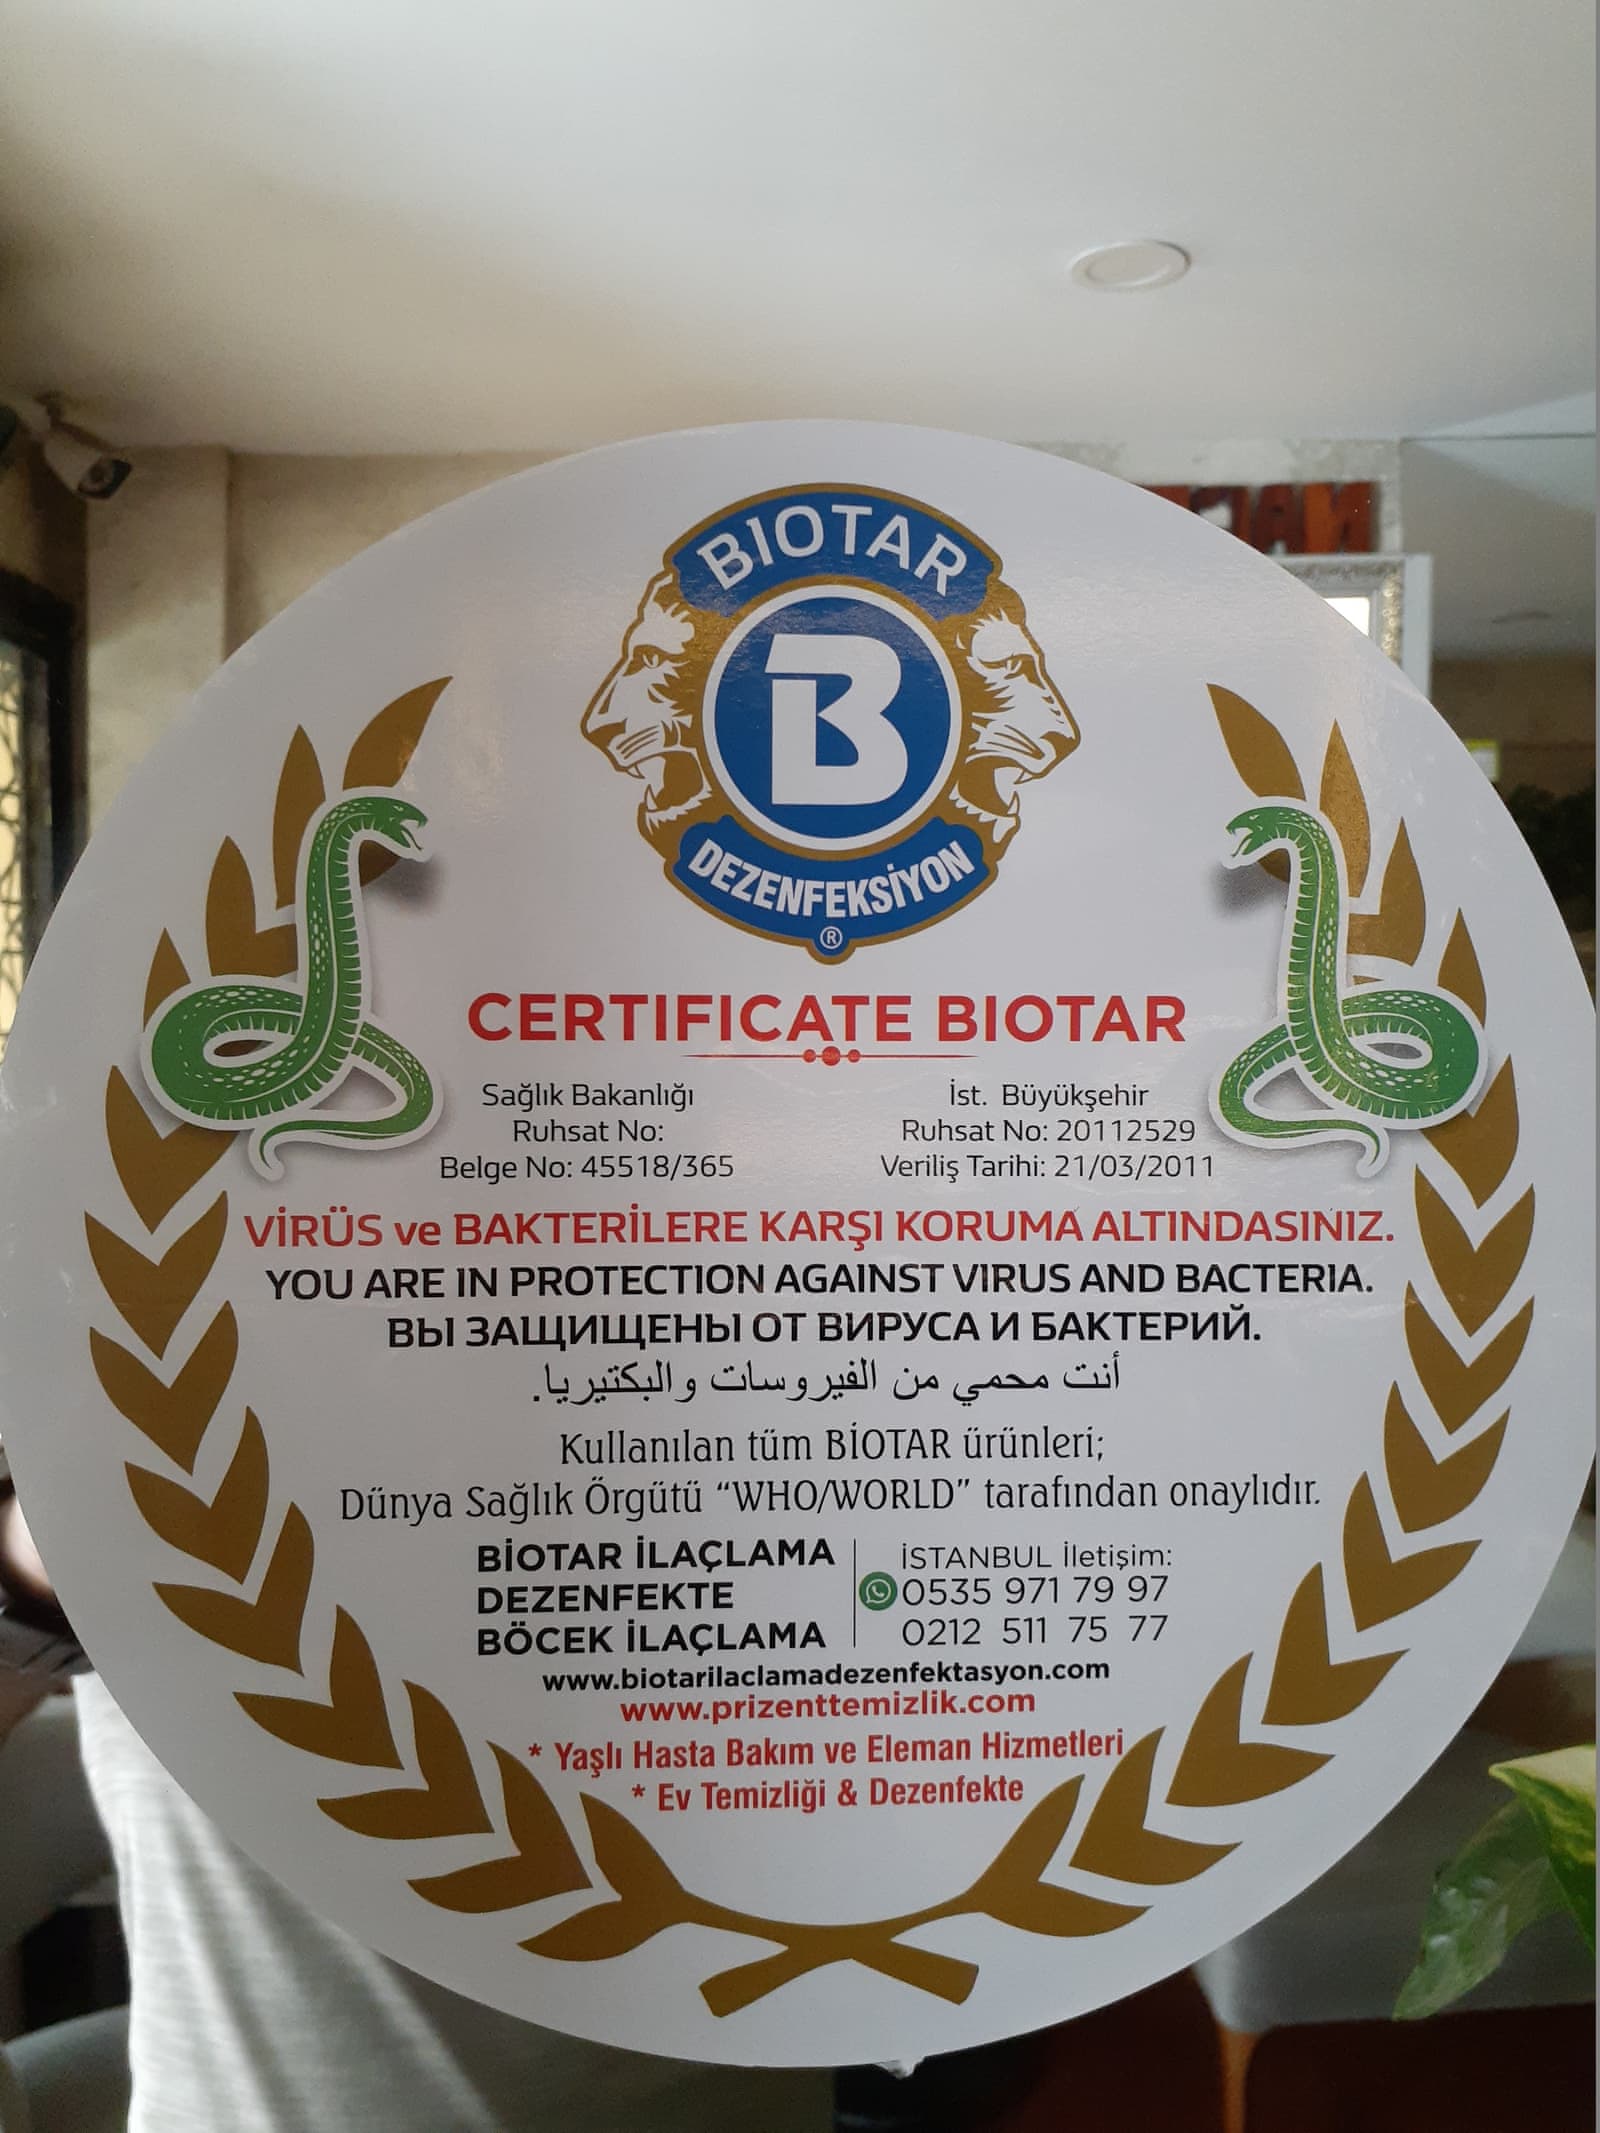 BIOTAR
B
DEZENFEKSİYON
®
CERTIFICATE BIOTAR
Sağlık Bakanlığı
Ruhsat No:
Belge No: 45518/365
İst. Büyükşehir
Ruhsat No: 20112529
Veriliş Tarihi: 21/03/2011
VİRÜS ve BAKTERİLERE KARŞI KORUMA ALTINDASINIZ.
YOU ARE IN PROTECTION AGAINST VIRUS AND BACTERIA.
ВЫ ЗАЩИЩЕНЫ ОТ ВИРУСА И БАКТЕРИЙ.
أنت محمي من الفيروسات والبكتيريا.
Kullanılan tüm BİOTAR ürünleri;
Dünya Sağlık Örgütü “WHO/WORLD” tarafından onaylıdır.
BİOTAR İLAÇLAMA
DEZENFEKTE
BÖCEK İLAÇLAMA
İSTANBUL İletişim:
0535 971 79 97
0212 511 75 77
www.biotarilaclamadezenfektasyon.com
www.prizenttemizlik.com
* Yaşlı Hasta Bakım ve Eleman Hizmetleri
* Ev Temizliği & Dezenfekte